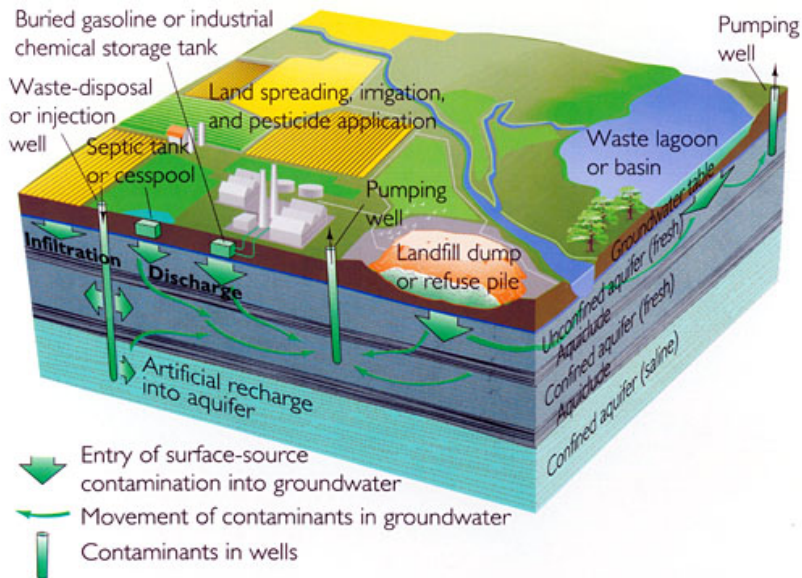 Buried gasoline or industrial
chemical storage tank
Pumping
well
Waste-disposal
or injection
well
Land spreading, irrigation,
and pesticide application
Septic tank
or cesspool
Waste lagoon
or basin
Pumping
well
Groundwater table
Landfill dump
or refuse pile
Infiltration
Discharge
Unconfined aquifer (fresh)
Aquiclude
Confined aquifer (fresh)
Aquiclude
Confined aquifer (saline)
Artificial recharge
into aquifer
Entry of surface-source
contamination into groundwater
Movement of contaminants in groundwater
Contaminants in wells